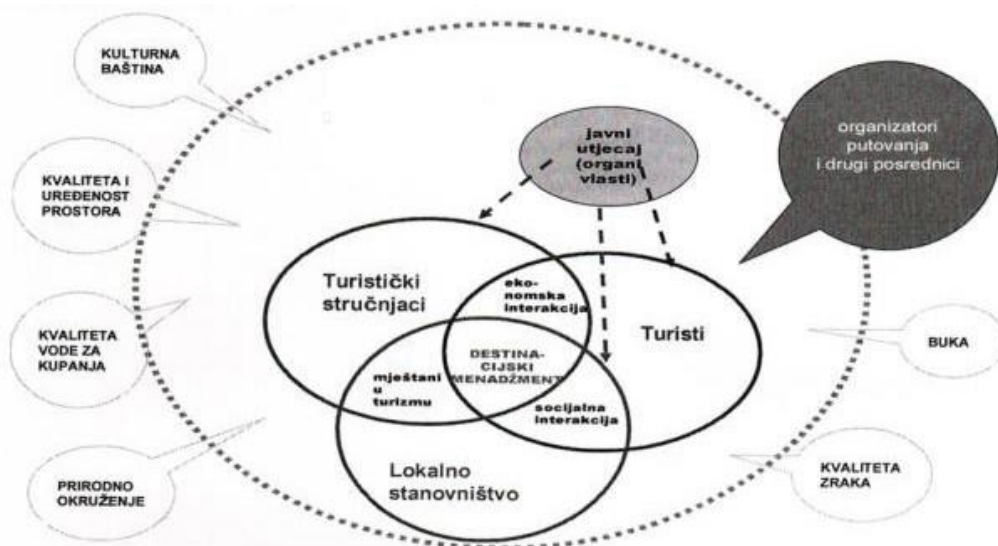 KULTURNA
BAŠTINA
KVALITETA I
UREĐENOST
PROSTORA
KVALITETA
VODE ZA
KUPANJA
PRIRODNO
OKRUŽENJE
javni
utjecaj
(organi
vlasti)
organizatori
putovanja
i drugi posrednici
Turistički
stručnjaci
eko-
nomska
interakcija
Turisti
DESTINA-
CIJSKI
MENADŽMENT
mještani
u
turizmu
socijalna
interakcija
Lokalno
stanovništvo
BUKA
KVALITETA
ZRAKA